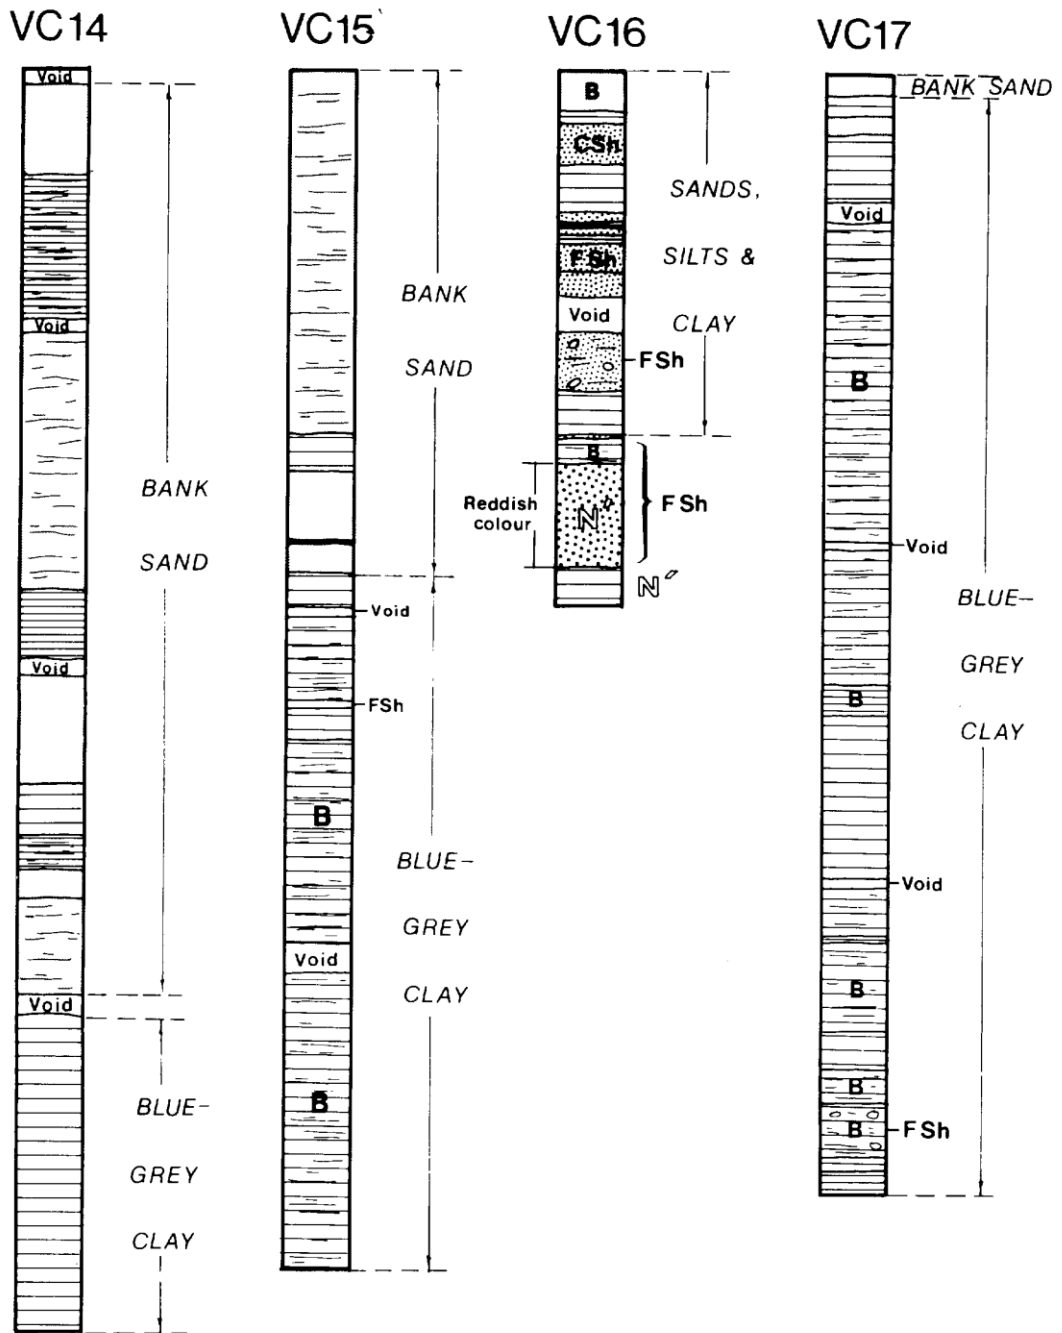 VC14
VC15
VC16
VC17
Void
Void
BANK
SAND
Void
Void
BLUE-
GREY
CLAY
BANK
SAND
Void
FSh
B
BLUE-
GREY
Void
CLAY
B
B
CSh
SANDS,
FSh
SILTS &
Void
CLAY
FSh
B
Reddish
colour
N
FSh
N
BANK SAND
Void
B
Void
BLUE-
GREY
B
CLAY
Void
B
B
B
FSh